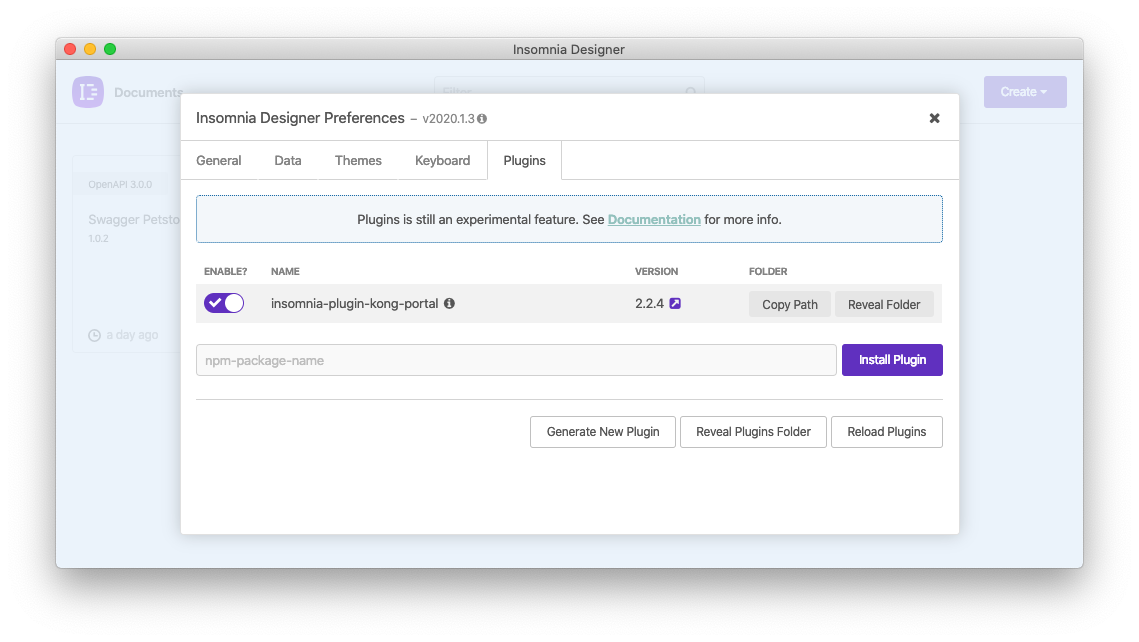 Insomnia Designer
Documents
Filter
Create
Insomnia Designer Preferences – v2020.1.3
General Data Themes Keyboard Plugins
OpenAPI 3.0.0
Swagger Petsto
1.0.2
a day ago
Plugins is still an experimental feature. See Documentation for more info.
ENABLE? NAME VERSION FOLDER
insomnia-plugin-kong-portal 2.2.4 Copy Path Reveal Folder
npm-package-name Install Plugin
Generate New Plugin Reveal Plugins Folder Reload Plugins